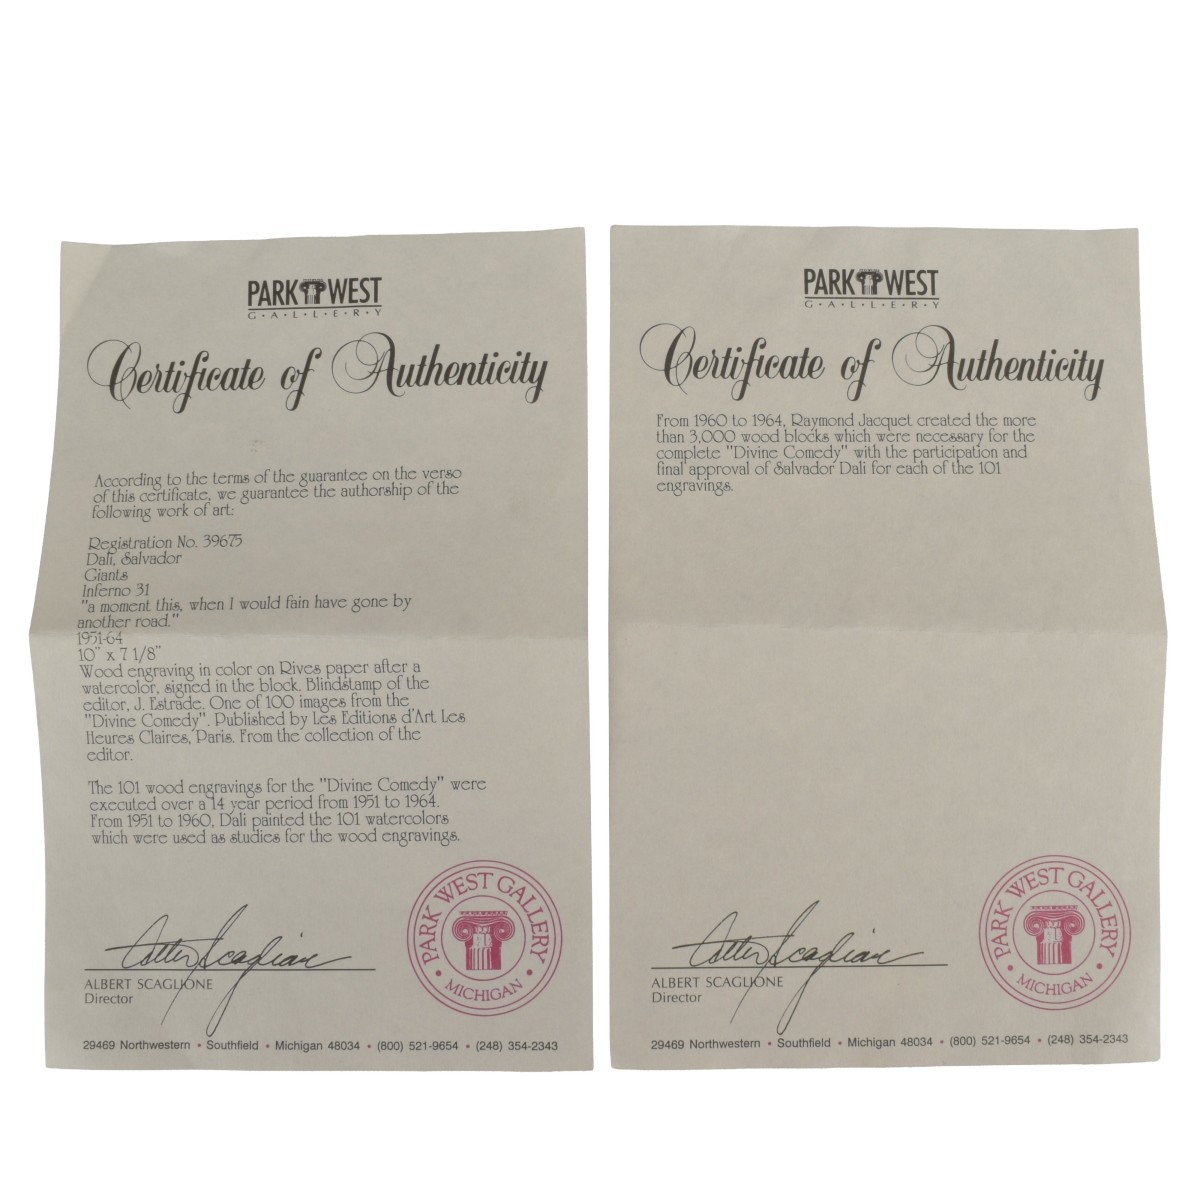 PARK WEST
G·A·L·L·E·R·Y
Certificate of Authenticity
According to the terms of the guarantee on the verso
of this certificate, we guarantee the authorship of the
following work of art:
Registration No. 39675
Dali, Salvador
Giants
Inferno 31
"a moment this, when I would fain have gone by
another road."
1951-64
10" x 7 1/8"
Wood engraving in color on Rives paper after a
watercolor, signed in the block. Blindstamp of the
editor, J. Estrade. One of 100 images from the
"Divine Comedy". Published by Les Editions d'Art Les
Heures Claires, Paris. From the collection of the
editor.
The 101 wood engravings for the "Divine Comedy" were
executed over a 14 year period from 1951 to 1964.
From 1951 to 1960, Dali painted the 101 watercolors
which were used as studies for the wood engravings.
PARK WEST GALLERY
• MICHIGAN •
ALBERT SCAGLIONE
Director
29469 Northwestern • Southfield • Michigan 48034 • (800) 521-9654 • (248) 354-2343
PARK WEST
G·A·L·L·E·R·Y
Certificate of Authenticity
From 1960 to 1964, Raymond Jacquet created the more
than 3,000 wood blocks which were necessary for the
complete "Divine Comedy" with the participation and
final approval of Salvador Dali for each of the 101
engravings.
PARK WEST GALLERY
• MICHIGAN •
ALBERT SCAGLIONE
Director
29469 Northwestern • Southfield • Michigan 48034 • (800) 521-9654 • (248) 354-2343